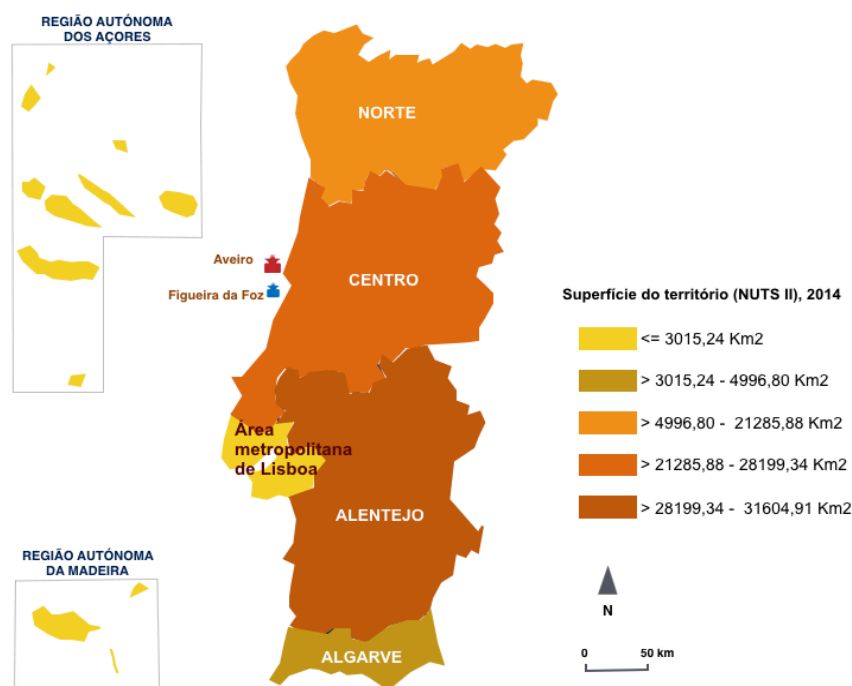 REGIÃO AUTÓNOMA
DOS AÇORES
NORTE
Aveiro
CENTRO
Figueira da Foz
Superfície do território (NUTS II), 2014
<= 3015,24 Km2
> 3015,24 - 4996,80 Km2
> 4996,80 - 21285,88 Km2
> 21285,88 - 28199,34 Km2
> 28199,34 - 31604,91 Km2
Área
metropolitana
de Lisboa
ALENTEJO
REGIÃO AUTÓNOMA
DA MADEIRA
N
0 50 km
ALGARVE